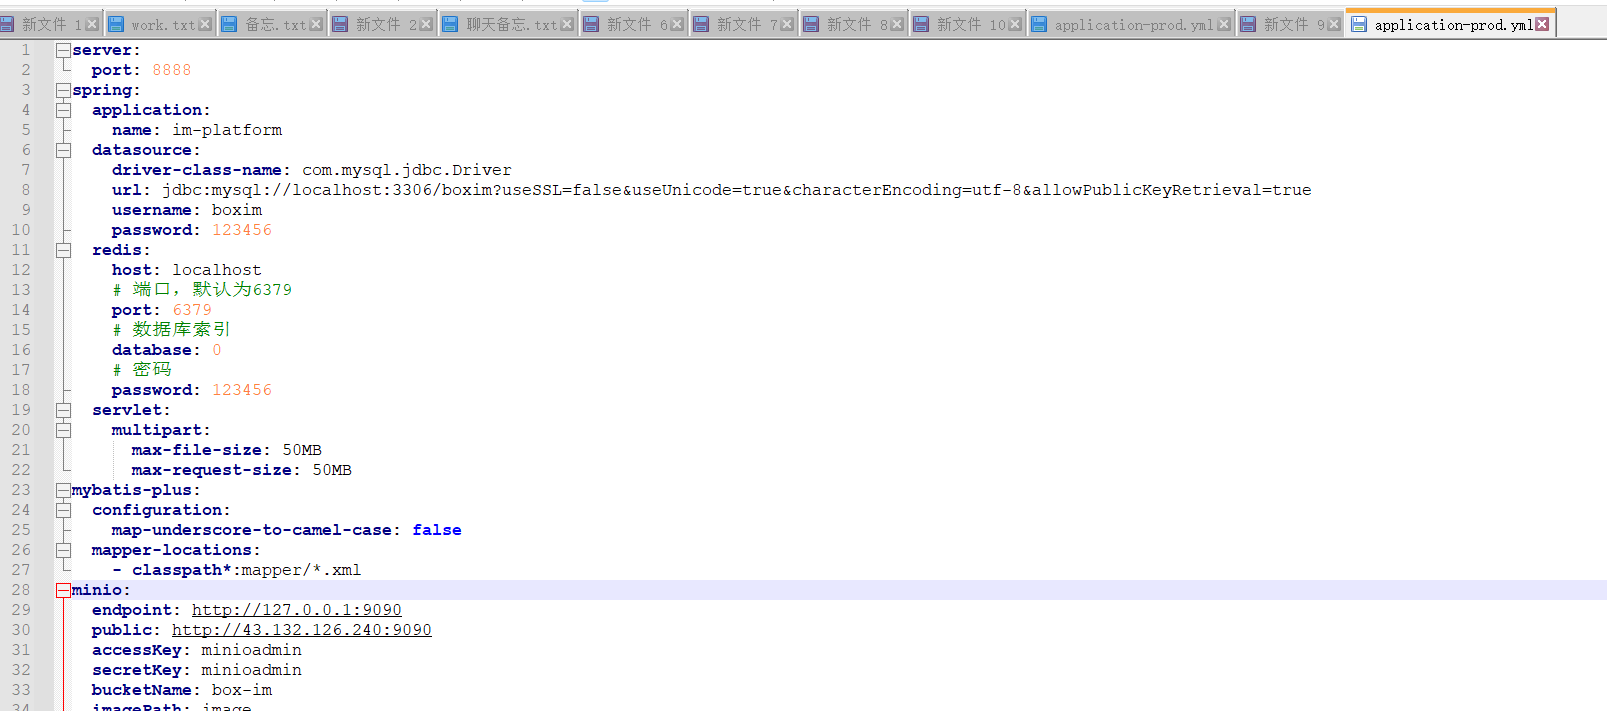 新文件 1 work.txt 备忘.txt 新文件 2 聊天备忘.txt 新文件 6 新文件 7 新文件 8 新文件 10 application-prod.yml 新文件 9 application-prod.yml
1 server:
2 port: 8888
3 spring:
4 application:
5 name: im-platform
6 datasource:
7 driver-class-name: com.mysql.jdbc.Driver
8 url: jdbc:mysql://localhost:3306/boxim?useSSL=false&useUnicode=true&characterEncoding=utf-8&allowPublicKeyRetrieval=true
9 username: boxim
10 password: 123456
11 redis:
12 host: localhost
13 # 端口，默认为6379
14 port: 6379
15 # 数据库索引
16 database: 0
17 # 密码
18 password: 123456
19 servlet:
20 multipart:
21 max-file-size: 50MB
22 max-request-size: 50MB
23 mybatis-plus:
24 configuration:
25 map-underscore-to-camel-case: false
26 mapper-locations:
27 - classpath*:mapper/*.xml
28 minio:
29 endpoint: http://127.0.0.1:9090
30 public: http://43.132.126.240:9090
31 accessKey: minioadmin
32 secretKey: minioadmin
33 bucketName: box-im
34 imagePath: image